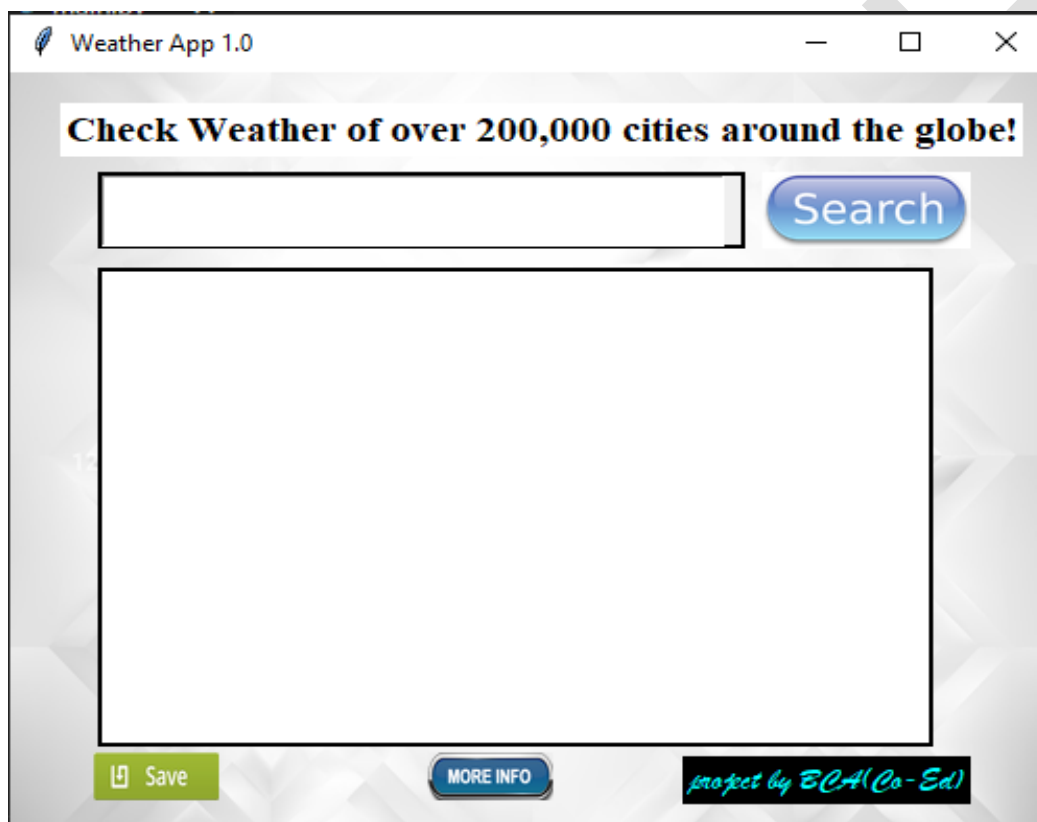 Weather App 1.0
Check Weather of over 200,000 cities around the globe!
Search
Save
MORE INFO
project by BCA(Co-Ed)